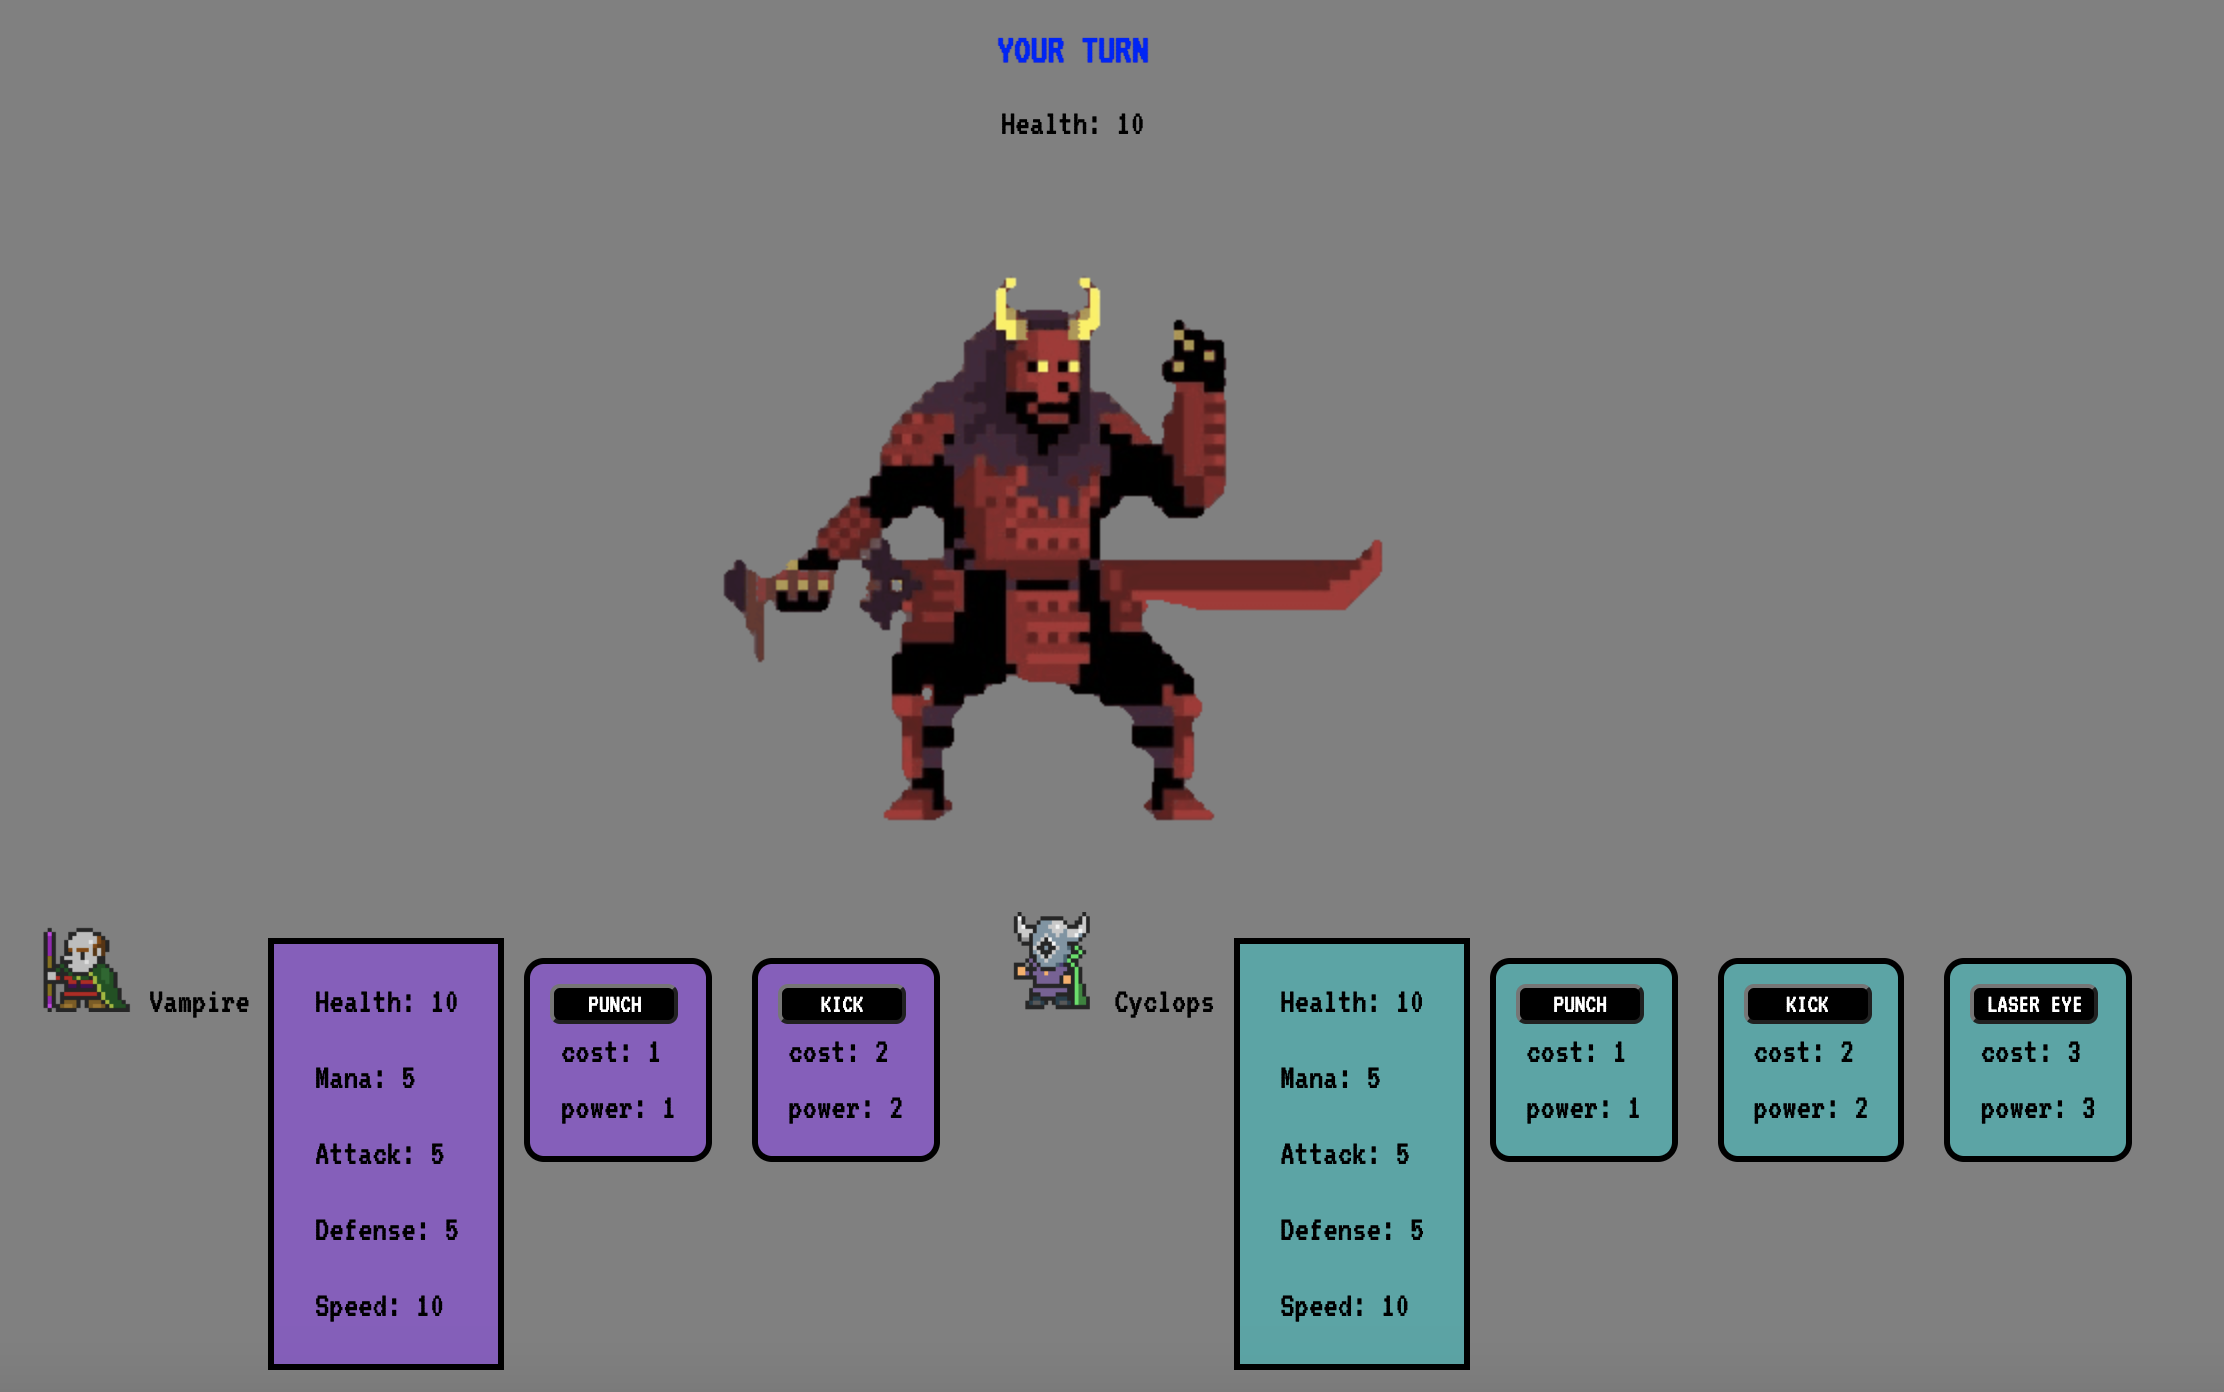 YOUR TURN
Health: 10
Vampire
Health: 10
Mana: 5
Attack: 5
Defense: 5
Speed: 10
PUNCH
cost: 1
power: 1
KICK
cost: 2
power: 2
Cyclops
Health: 10
Mana: 5
Attack: 5
Defense: 5
Speed: 10
PUNCH
cost: 1
power: 1
KICK
cost: 2
power: 2
LASER EYE
cost: 3
power: 3